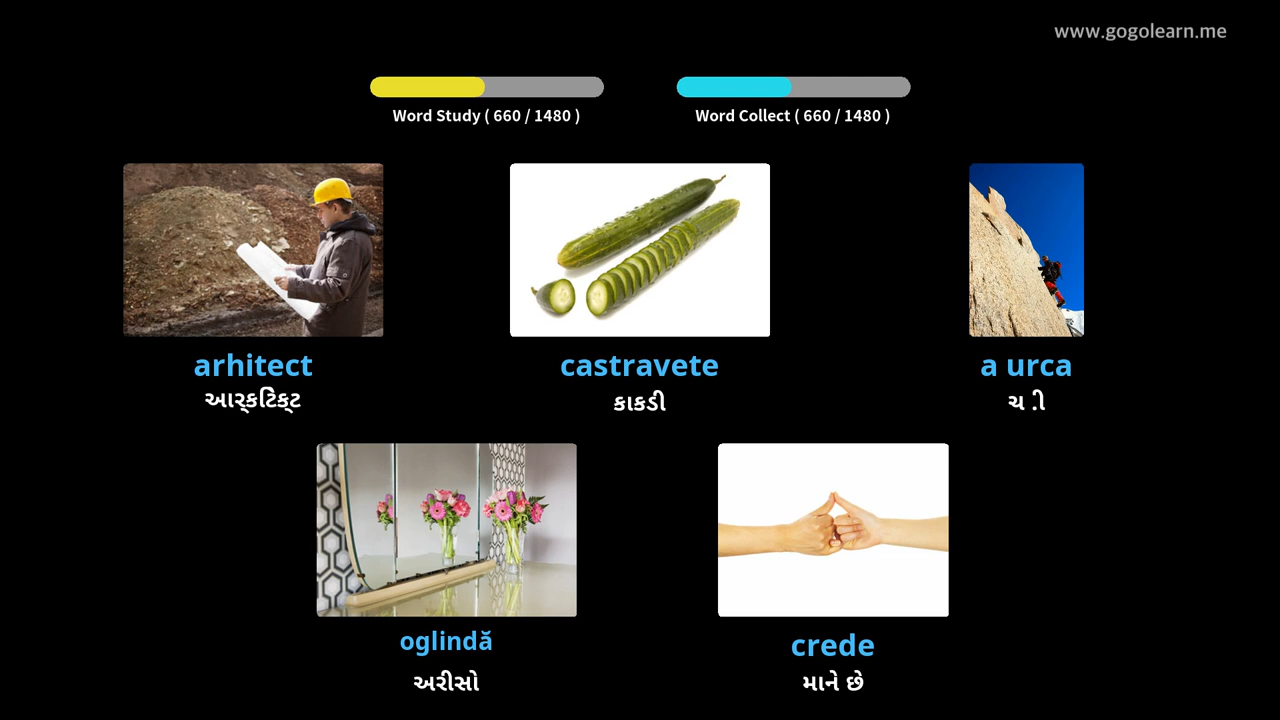 www.gogolearn.me
Word Study ( 660 / 1480 )
Word Collect ( 660 / 1480 )
arhitect
આર્કિટેક્ટ
castravete
કાકડી
a urca
ચ .ી
oglindă
અરીસો
crede
માને છે